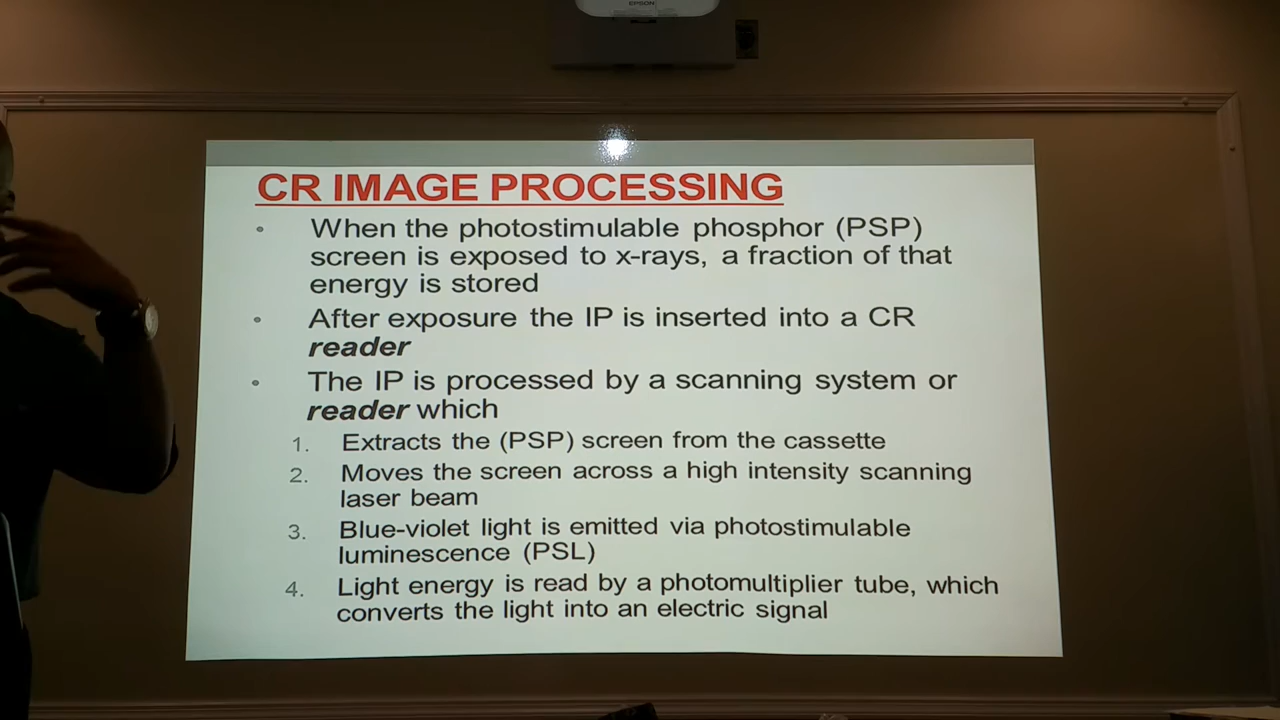 EPSON
CR IMAGE PROCESSING
• When the photostimulable phosphor (PSP)
screen is exposed to x-rays, a fraction of that
energy is stored
• After exposure the IP is inserted into a CR
reader
• The IP is processed by a scanning system or
reader which
1. Extracts the (PSP) screen from the cassette
2. Moves the screen across a high intensity scanning
laser beam
3. Blue-violet light is emitted via photostimulable
luminescence (PSL)
4. Light energy is read by a photomultiplier tube, which
converts the light into an electric signal